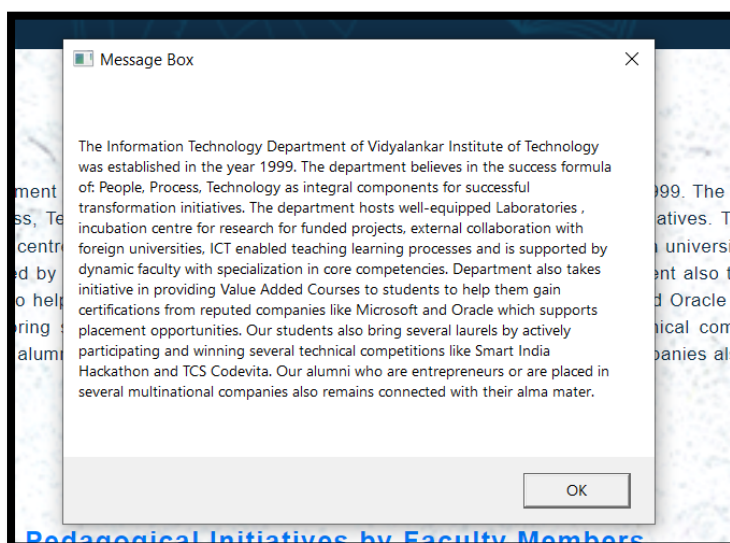 Message Box
The Information Technology Department of Vidyalankar Institute of Technology
was established in the year 1999. The department believes in the success formula
of: People, Process, Technology as integral components for successful
transformation initiatives. The department hosts well-equipped Laboratories ,
incubation centre for research for funded projects, external collaboration with
foreign universities, ICT enabled teaching learning processes and is supported by
dynamic faculty with specialization in core competencies. Department also takes
initiative in providing Value Added Courses to students to help them gain
certifications from reputed companies like Microsoft and Oracle which supports
placement opportunities. Our students also bring several laurels by actively
participating and winning several technical competitions like Smart India
Hackathon and TCS Codevita. Our alumni who are entrepreneurs or are placed in
several multinational companies also remains connected with their alma mater.
OK
Pedagogical Initiatives by Faculty Members